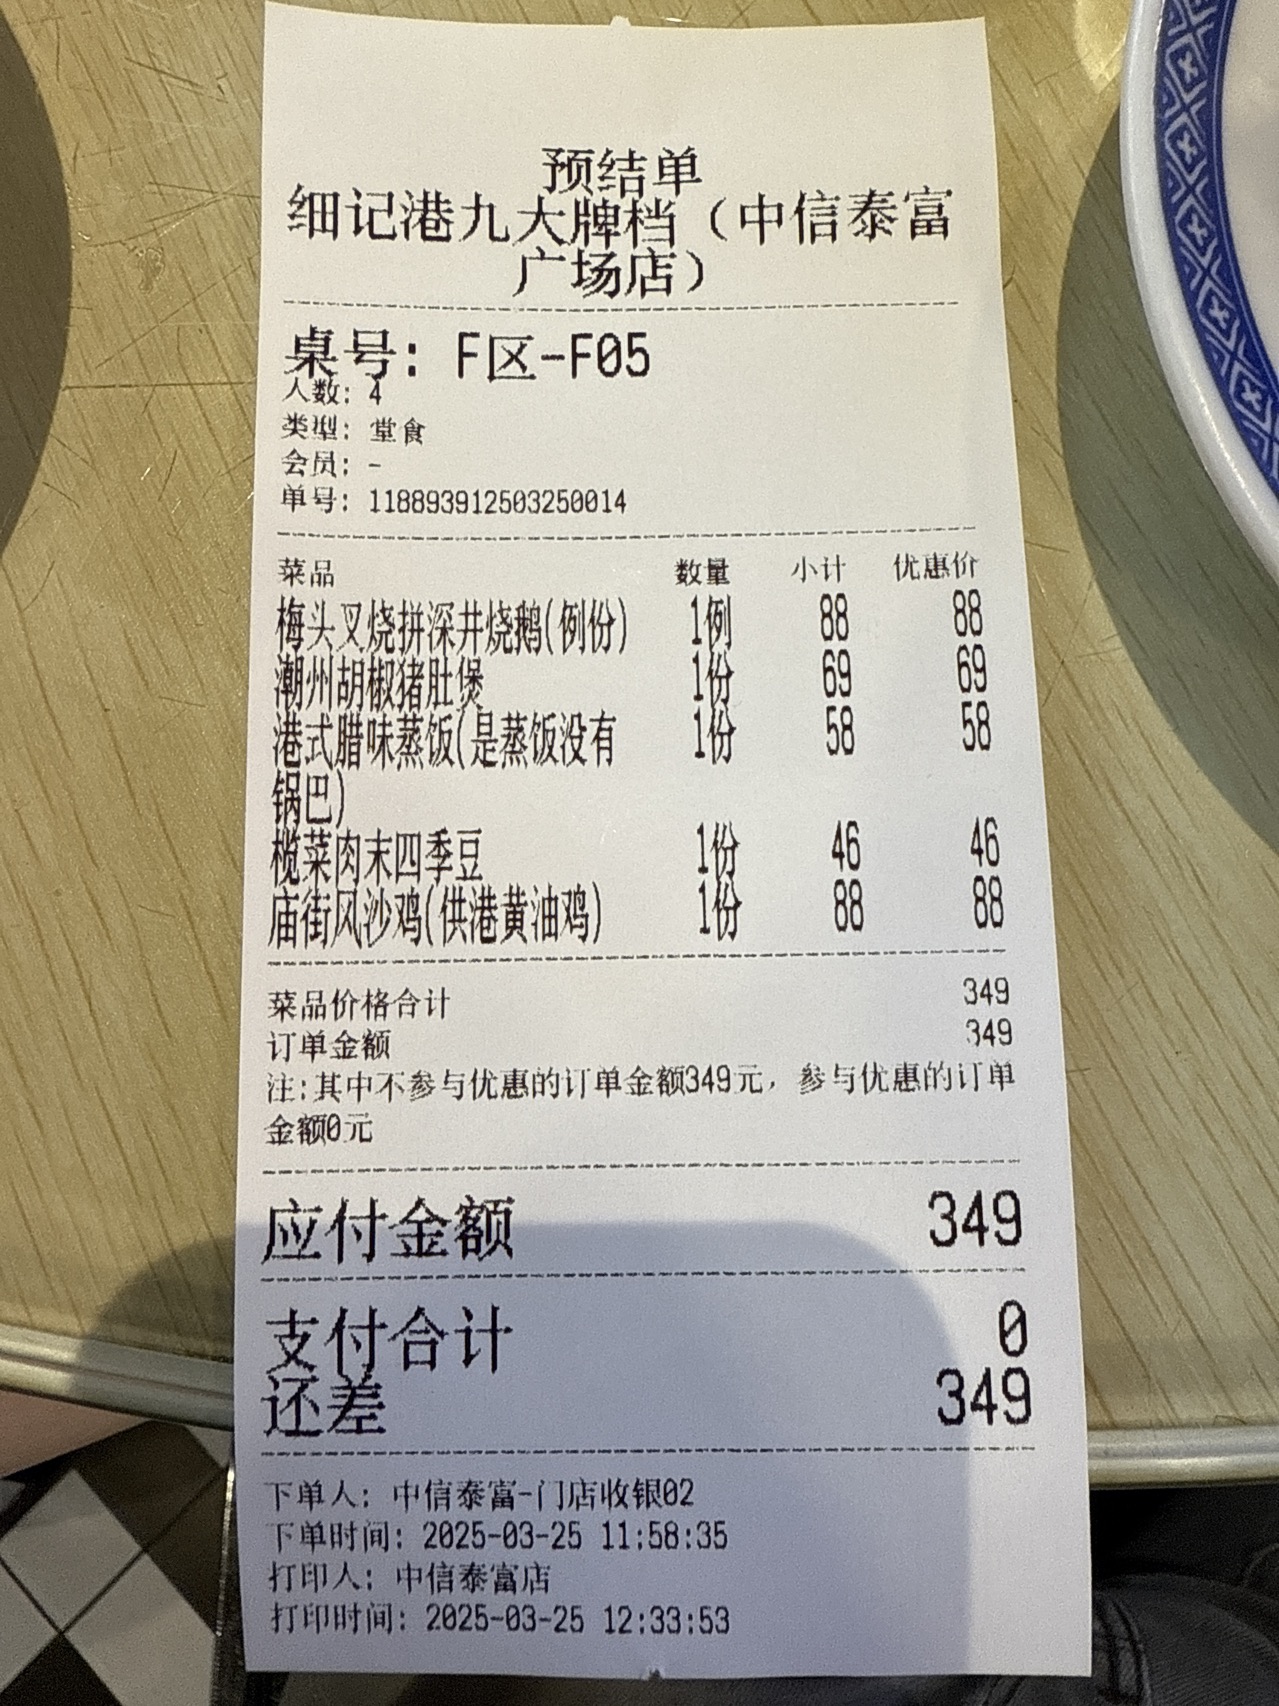 预结单
细记港九大牌档（中信泰富
广场店）
桌号: F区-F05
人数: 4
类型: 堂食
会员: -
单号: 118893912503250014
菜品 数量 小计 优惠价
梅头叉烧拼深井烧鹅(例份) 1例 88 88
潮州胡椒猪肚煲 1份 69 69
港式腊味蒸饭(是蒸饭没有 1份 58 58
锅巴)
榄菜肉末四季豆 1份 46 46
庙街风沙鸡(供港黄油鸡) 1份 88 88
菜品价格合计 349
订单金额 349
注:其中不参与优惠的订单金额349元，参与优惠的订单
金额0元
应付金额 349
支付合计 0
还差 349
下单人: 中信泰富-门店收银02
下单时间: 2025-03-25 11:58:35
打印人: 中信泰富店
打印时间: 2025-03-25 12:33:53